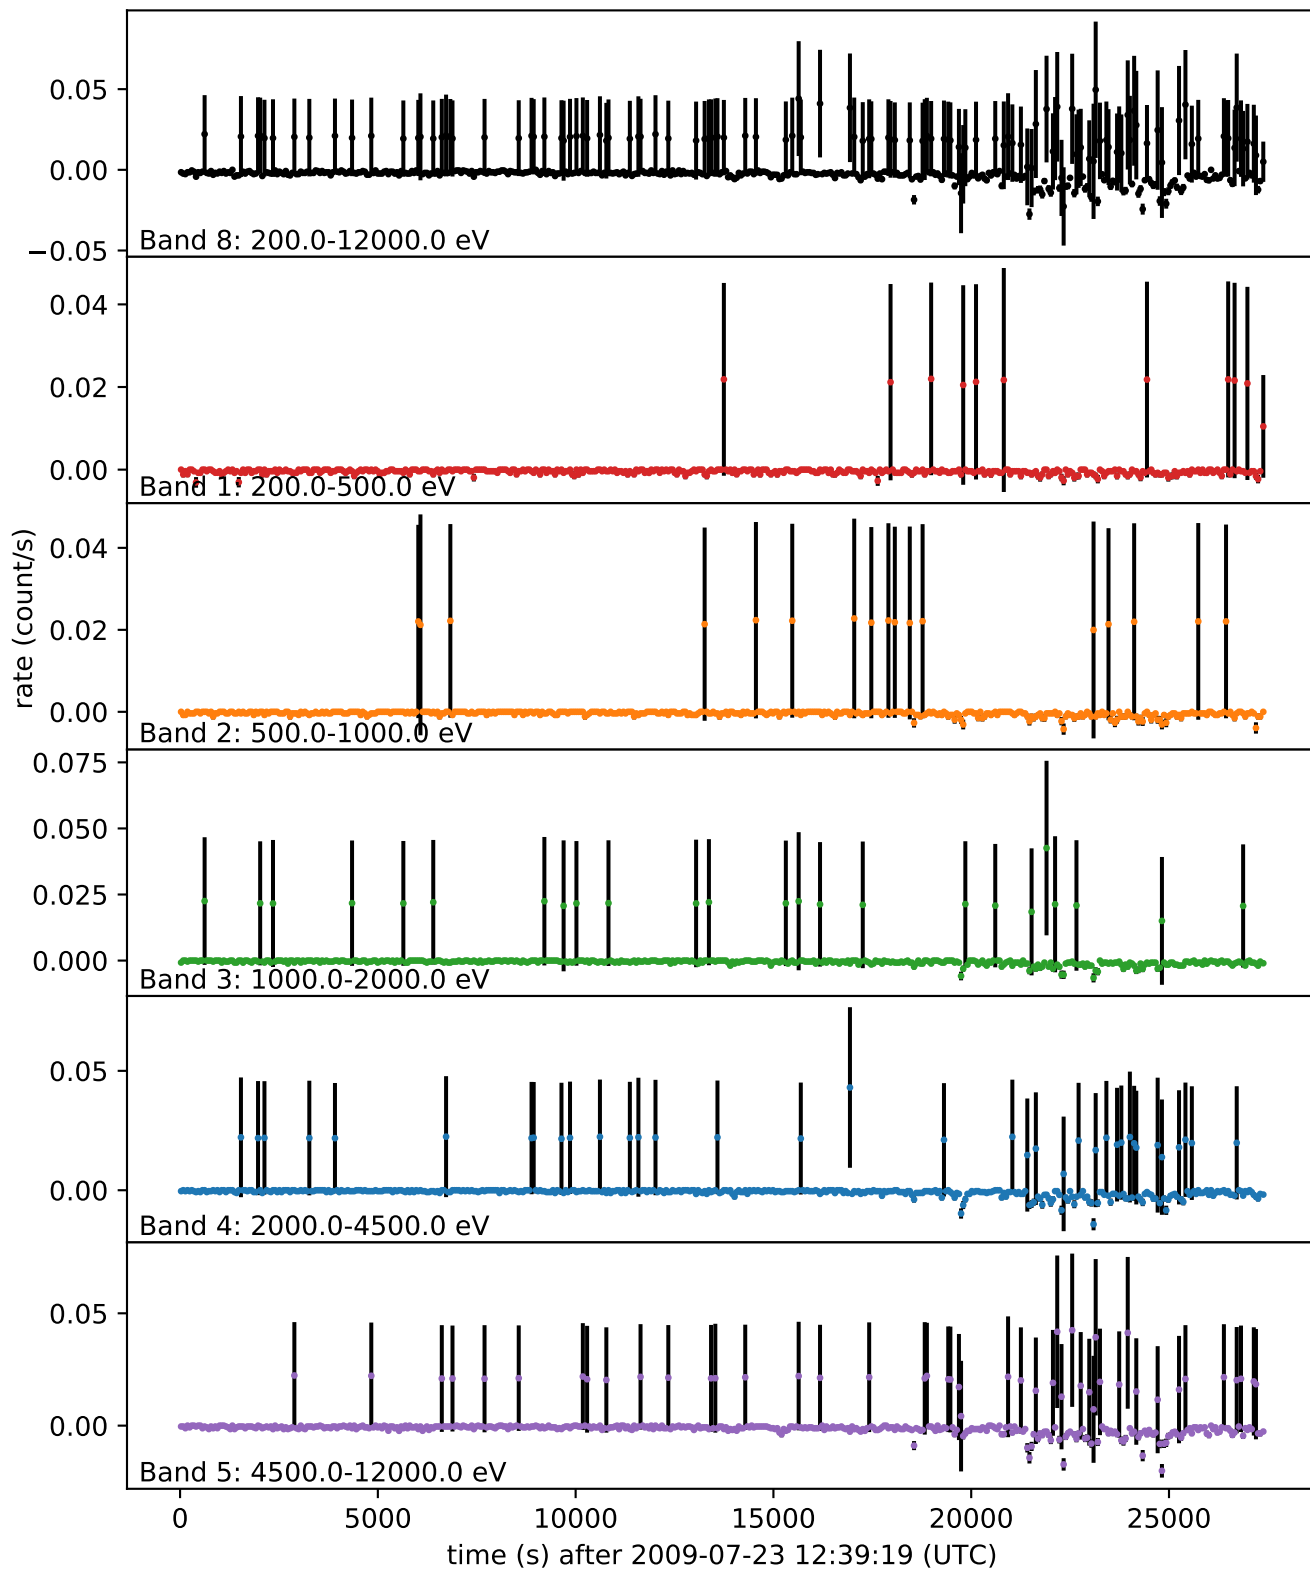 0.05
0.00
−0.05
Band 8: 200.0-12000.0 eV
0.04
0.02
0.00
Band 1: 200.0-500.0 eV
rate (count/s)
0.04
0.02
0.00
Band 2: 500.0-1000.0 eV
0.075
0.050
0.025
0.000
Band 3: 1000.0-2000.0 eV
0.05
0.00
Band 4: 2000.0-4500.0 eV
0.05
0.00
Band 5: 4500.0-12000.0 eV
0 5000 10000 15000 20000 25000
time (s) after 2009-07-23 12:39:19 (UTC)